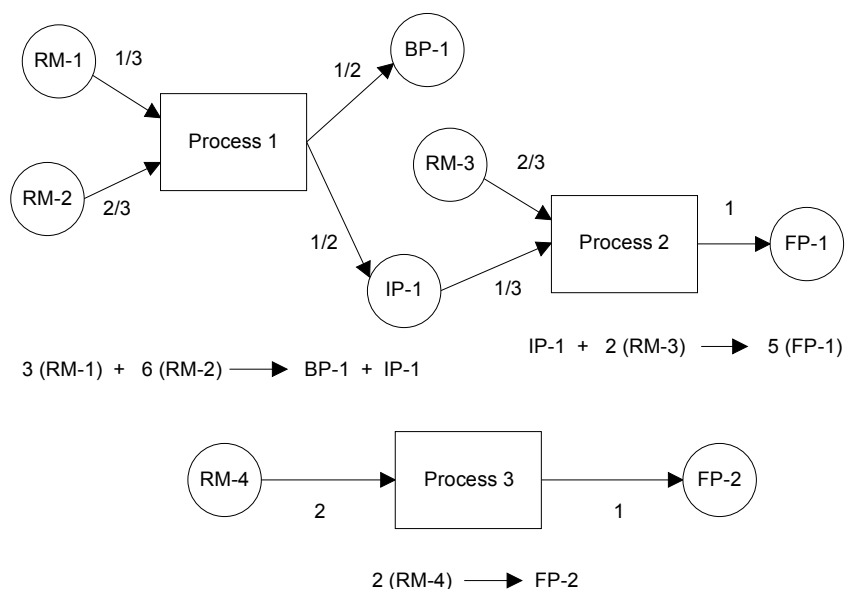 RM-1
1/3
1/2
BP-1
Process 1
RM-2
2/3
1/2
IP-1
RM-3
2/3
1/3
Process 2
1
FP-1
3 (RM-1) + 6 (RM-2) ⟶ BP-1 + IP-1
IP-1 + 2 (RM-3) ⟶ 5 (FP-1)
RM-4
2
Process 3
1
FP-2
2 (RM-4) ⟶ FP-2